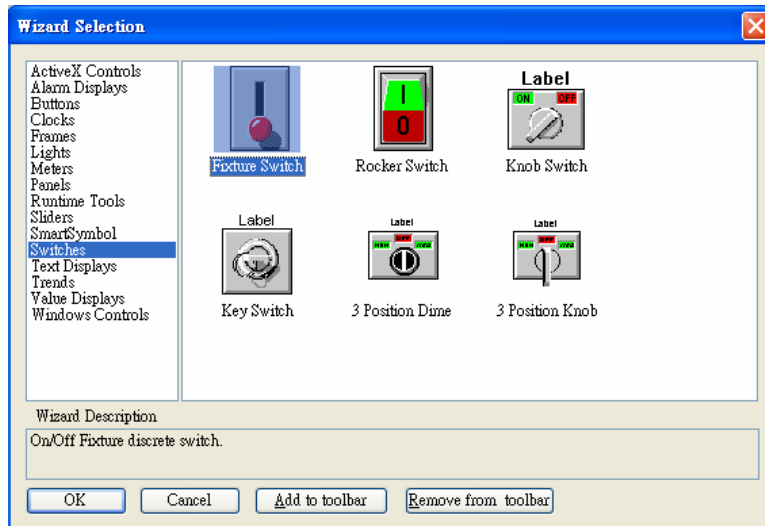 Wizard Selection
ActiveX Controls
Alarm Displays
Buttons
Clocks
Frames
Lights
Meters
Panels
Runtime Tools
Sliders
SmartSymbol
Switches
Text Displays
Trends
Value Displays
Windows Controls
Fixture Switch
I
0
Rocker Switch
Label
ON OFF
Knob Switch
Label
Key Switch
Label
OFF
3 Position Dime
Label
OFF
3 Position Knob
Wizard Description
On/Off Fixture discrete switch.
OK Cancel Add to toolbar Remove from toolbar